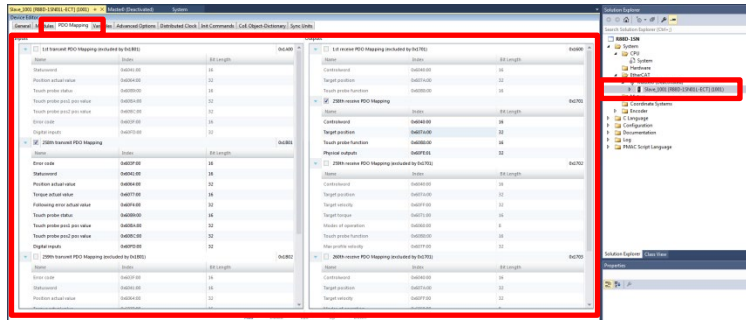 Slave_1001 [R88D-1SN01L-ECT] (1001)
Master0 (Deactivated)
System
Device Editor
General
Modules
PDO Mapping
Advanced Options
Distributed Clock
Init Commands
CoE Object-Dictionary
Sync Units
Inputs
1st transmit PDO Mapping (excluded by 0x1B01)
0x1A00
Name Index Bit Length
Statusword 0x6041:00 16
Position actual value 0x6064:00 32
Touch probe status 0x60B9:00 16
Touch probe pos1 pos value 0x60BA:00 32
Touch probe pos2 pos value 0x60BC:00 32
Error code 0x603F:00 16
Digital inputs 0x60FD:00 32
258th transmit PDO Mapping
0x1B01
Name Index Bit Length
Error code 0x603F:00 16
Statusword 0x6041:00 16
Position actual value 0x6064:00 32
Torque actual value 0x6077:00 16
Following error actual value 0x60F4:00 32
Touch probe status 0x60B9:00 16
Touch probe pos1 pos value 0x60BA:00 32
Touch probe pos2 pos value 0x60BC:00 32
Digital inputs 0x60FD:00 32
259th transmit PDO Mapping (excluded by 0x1B01)
0x1B02
Name Index Bit Length
Error code 0x603F:00 16
Statusword 0x6041:00 16
Position actual value 0x6064:00 32
1st receive PDO Mapping (excluded by 0x1701)
0x1600
Name Index Bit Length
Controlword 0x6040:00 16
Target position 0x607A:00 32
Touch probe function 0x60B8:00 16
258th receive PDO Mapping
0x1701
Name Index Bit Length
Controlword 0x6040:00 16
Target position 0x607A:00 32
Touch probe function 0x60B8:00 16
Physical outputs 0x60FE:01 32
259th receive PDO Mapping (excluded by 0x1701)
0x1702
Name Index Bit Length
Controlword 0x6040:00 16
Target position 0x607A:00 32
Target velocity 0x60FF:00 32
Target torque 0x6071:00 16
Modes of operation 0x6060:00 8
Touch probe function 0x60B8:00 16
Max profile velocity 0x607F:00 32
260th receive PDO Mapping (excluded by 0x1701)
0x1703
Name Index Bit Length
Controlword 0x6040:00 16
Target position 0x607A:00 32
Target velocity 0x60FF:00 32
Solution Explorer
Search Solution Explorer (Ctrl+;)
R88D-1SN
System
CPU
System
Hardware
EtherCAT
Slave_1001 [R88D-1SN01L-ECT] (1001)
Coordinate Systems
Encoder
C Language
Configuration
Documentation
Log
PMAC Script Language
Solution Explorer Class View
Properties